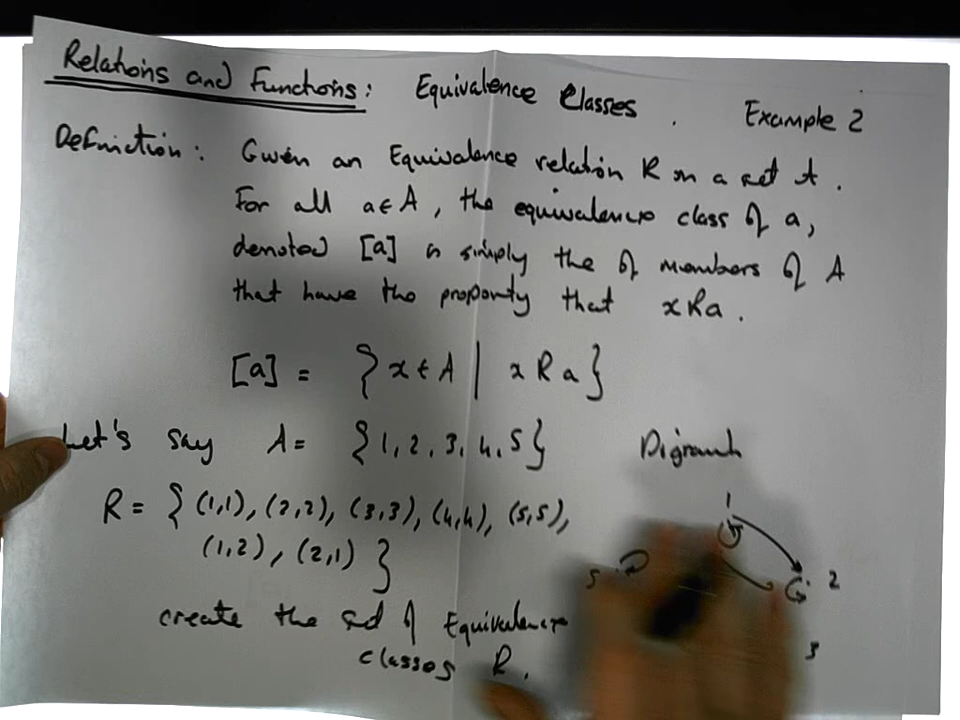 Relations and Functions: Equivalence Classes. Example 2
Definiction: Given an Equivalence relation R on a set A.
For all a∈A, the equivalence class of a,
denoted [a] is simply the of members of A
that have the property that xRa.
[a] = {x∈A | xRa}
Let's say A = {1,2,3,4,5} Digraph
R = {(1,1), (2,2), (3,3), (4,4), (5,5),
(1,2), (2,1)}
1
5 2
create the set of Equivalence
3
classes R.